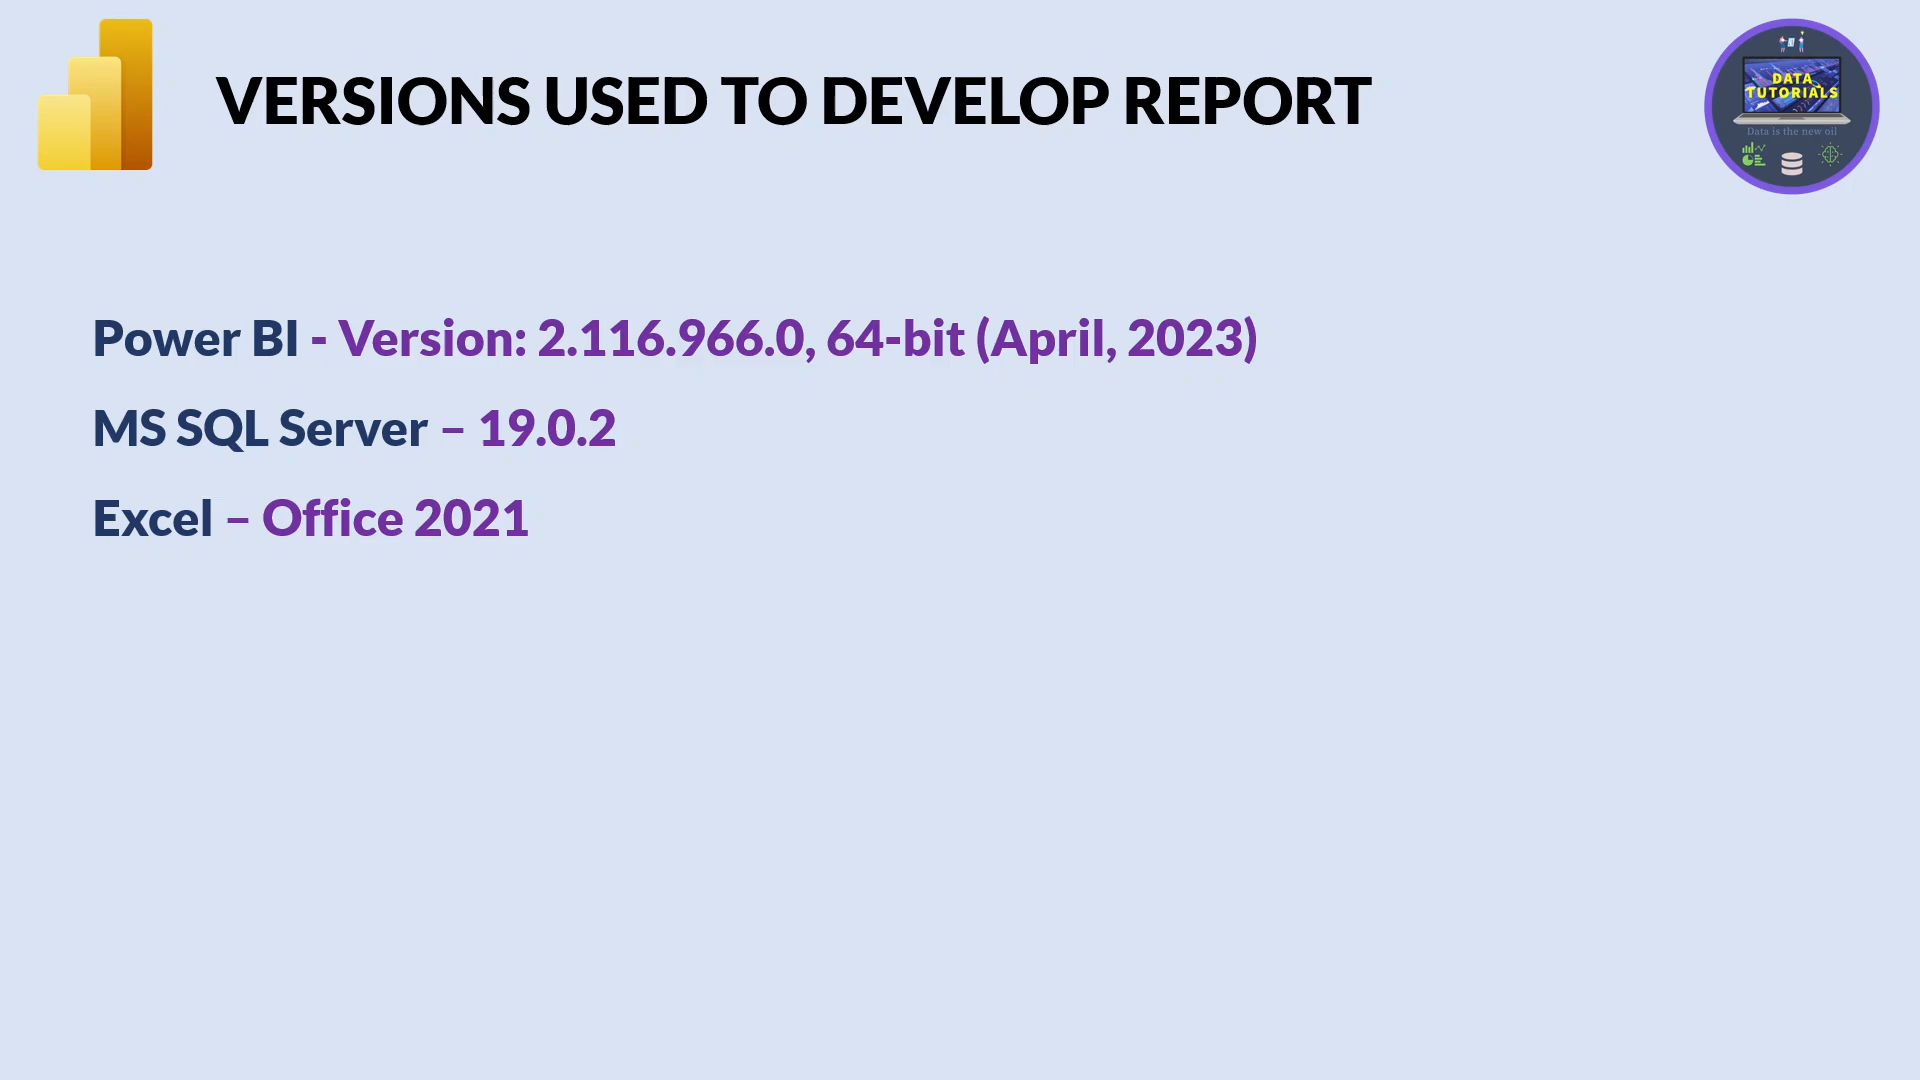 VERSIONS USED TO DEVELOP REPORT
DATA
TUTORIALS
Data is the new oil
Power BI - Version: 2.116.966.0, 64-bit (April, 2023)
MS SQL Server – 19.0.2
Excel – Office 2021